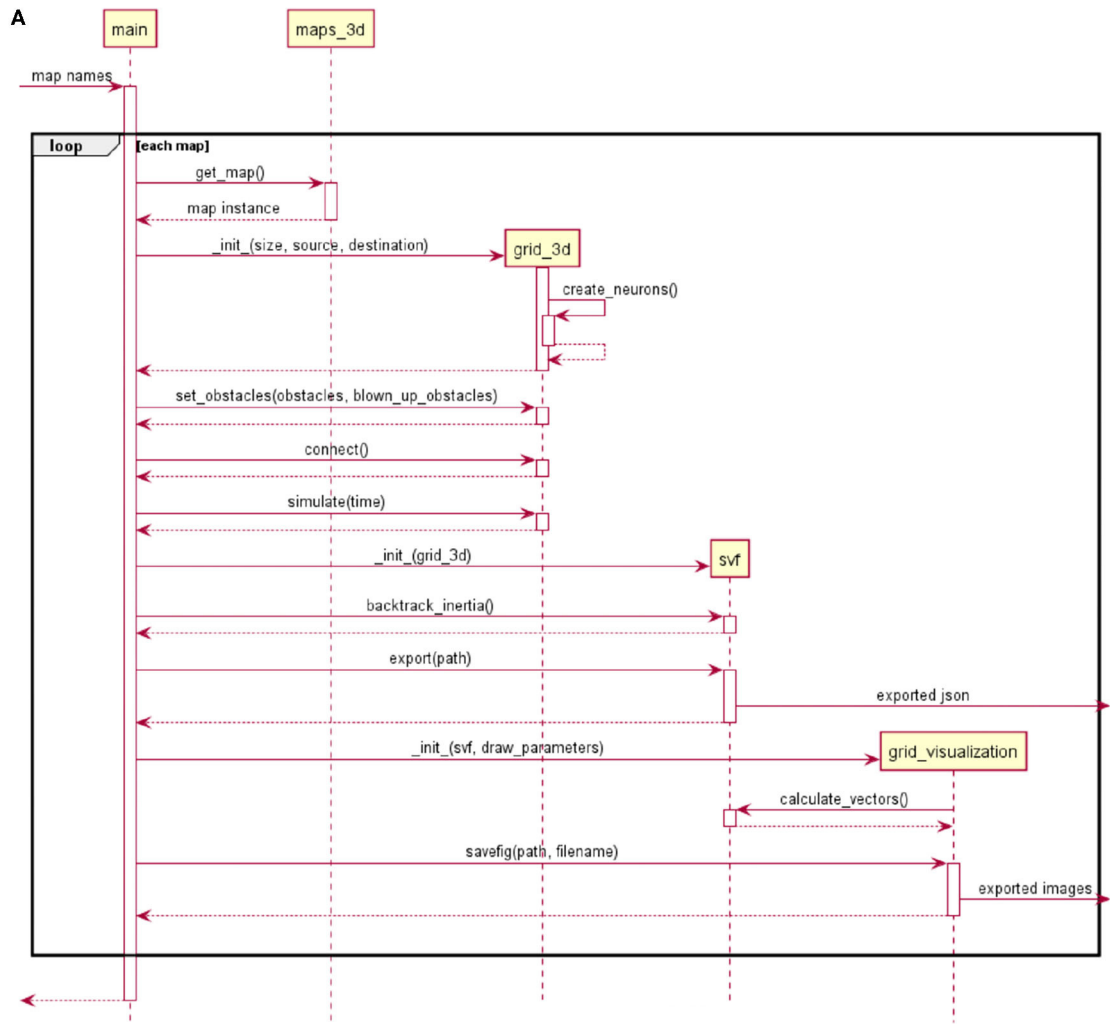 A
main
maps_3d
map names
loop
[each map]
get_map()
map instance
_init_(size, source, destination)
grid_3d
create_neurons()
set_obstacles(obstacles, blown_up_obstacles)
connect()
simulate(time)
_init_(grid_3d)
svf
backtrack_inertia()
export(path)
exported json
_init_(svf, draw_parameters)
grid_visualization
calculate_vectors()
savefig(path, filename)
exported images